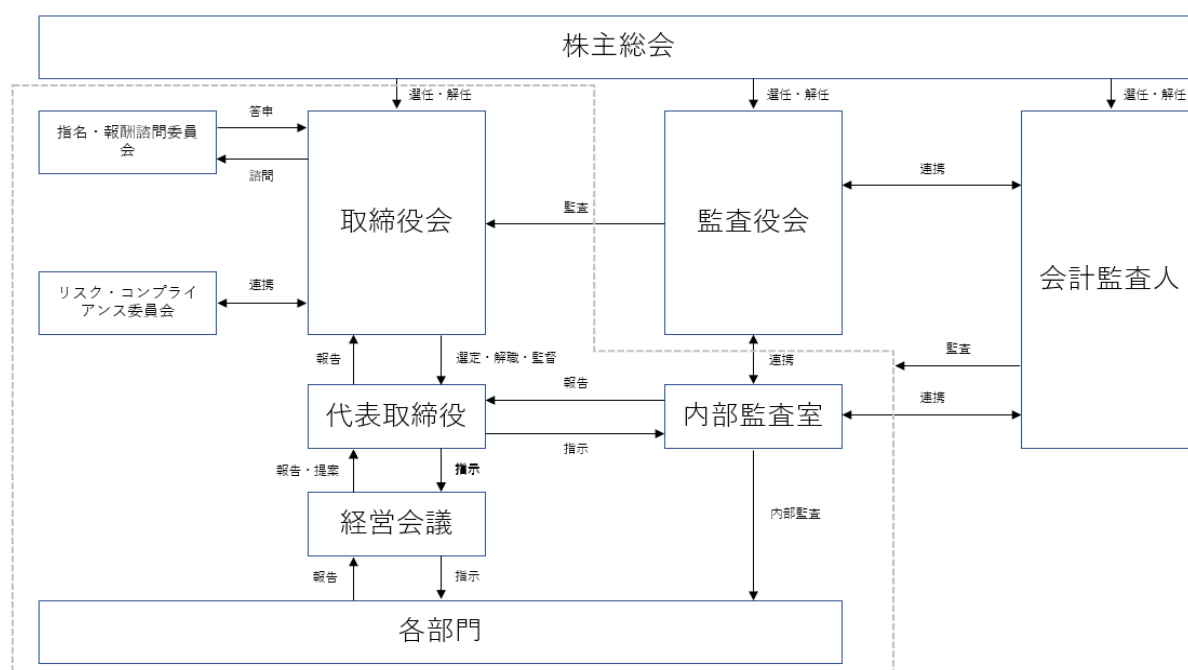 株主総会
選任・解任
選任・解任
選任・解任
答申
指名・報酬諮問委員
会
諮問
取締役会
監査役会
連携
監査
会計監査人
リスク・コンプライ
アンス委員会
連携
報告
選定・解職・監督
連携
監査
報告
代表取締役
内部監査室
連携
指示
報告・提案
指示
経営会議
内部監査
報告
指示
各部門